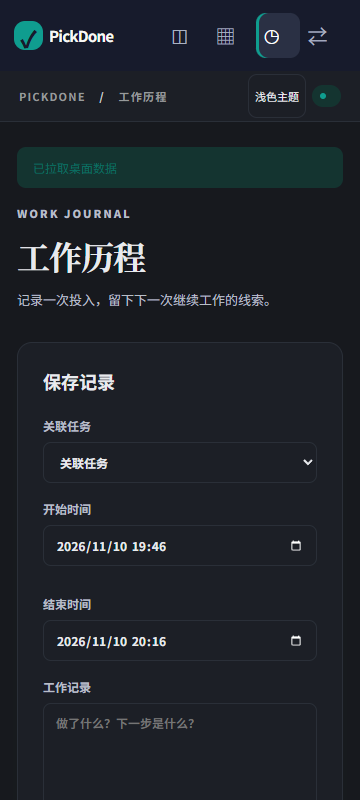 PickDone
PICKDONE / 工作历程
浅色主题
已拉取桌面数据
WORK JOURNAL
工作历程
记录一次投入，留下下一次继续工作的线索。
保存记录
关联任务
关联任务
开始时间
2026/11/10 19:46
结束时间
2026/11/10 20:16
工作记录
做了什么？下一步是什么？